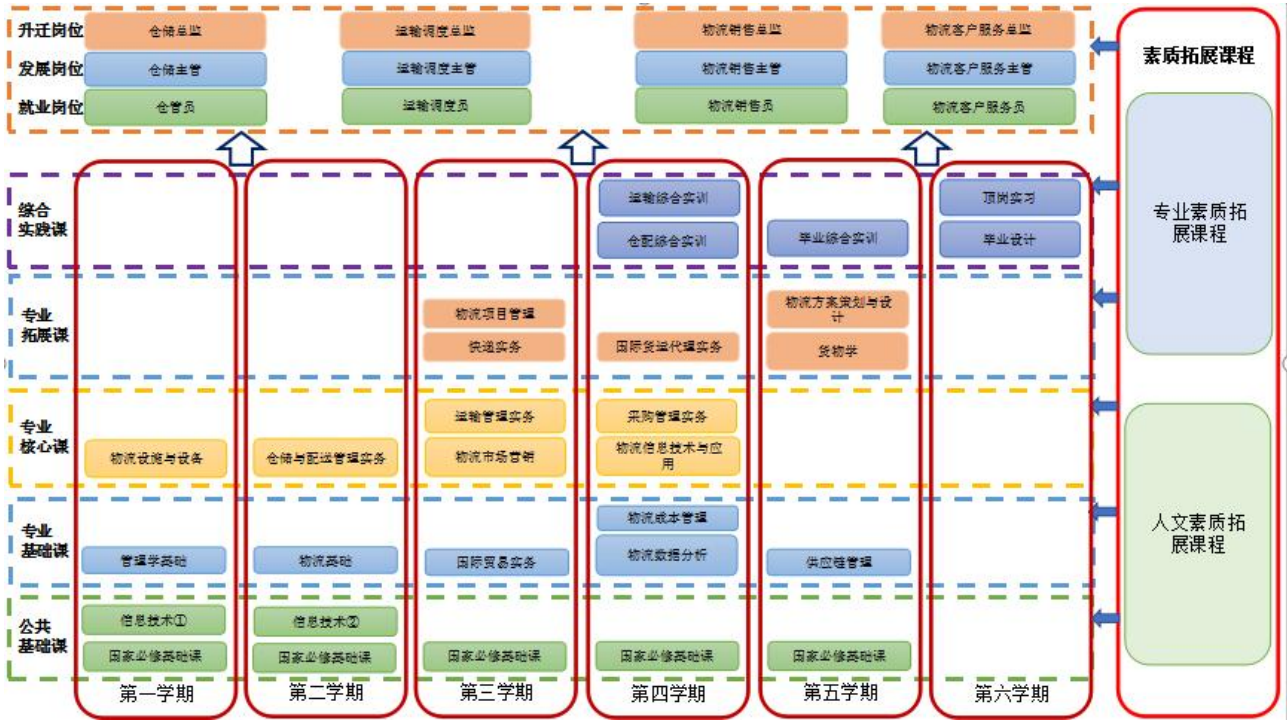 升迁岗位
仓储总监
运输调度总监
物流销售总监
物流客户服务总监
发展岗位
仓储主管
运输调度主管
物流销售主管
物流客户服务主管
就业岗位
仓管员
运输调度员
物流销售员
物流客户服务员
素质拓展课程
专业素质拓
展课程
人文素质拓
展课程
综合
实践课
运输综合实训
仓配综合实训
毕业综合实训
顶岗实习
毕业设计
专业
拓展课
物流项目管理
快递实务
国际货运代理实务
物流方案策划与设
计
货物学
专业
核心课
物流设施与设备
仓储与配送管理实务
运输管理实务
物流市场营销
采购管理实务
物流信息技术与应
用
专业
基础课
管理学基础
物流基础
国际贸易实务
物流成本管理
物流数据分析
供应链管理
公共
基础课
信息技术①
国家必修基础课
信息技术②
国家必修基础课
国家必修基础课
国家必修基础课
国家必修基础课
第一学期
第二学期
第三学期
第四学期
第五学期
第六学期